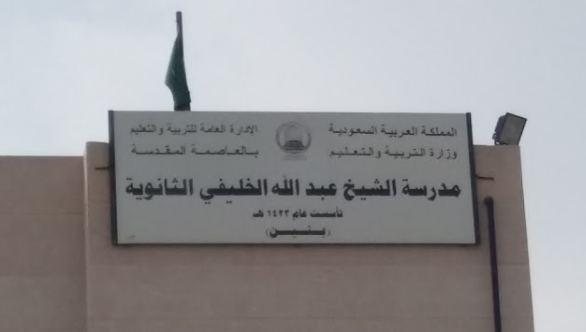 المملكة العربية السعودية
وزارة التربية والتعليم
الإدارة العامة للتربية والتعليم
بالعاصمة المقدسة
مدرسة الشيخ عبد الله الخليفي الثانوية
تأسست عام ١٤٢٣ هـ
(بنين)